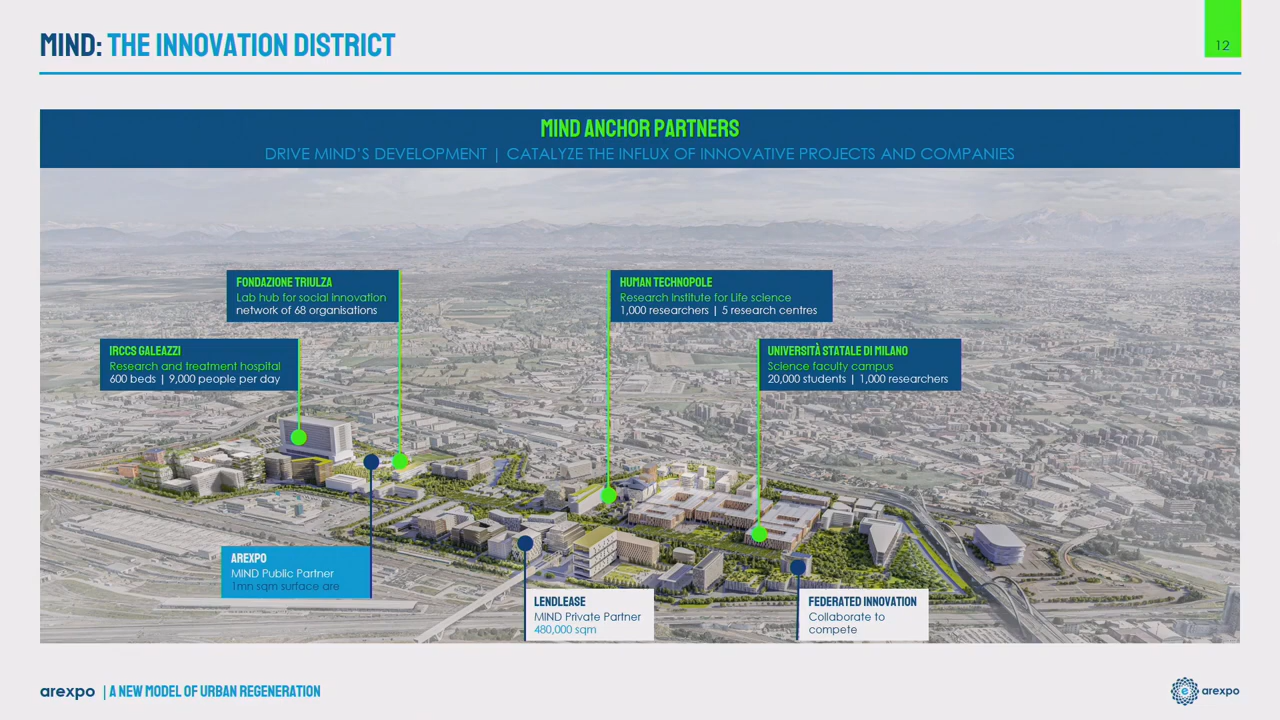 MIND: THE INNOVATION DISTRICT
12
MIND ANCHOR PARTNERS
DRIVE MIND'S DEVELOPMENT | CATALYZE THE INFLUX OF INNOVATIVE PROJECTS AND COMPANIES
FONDAZIONE TRIULZA
Lab hub for social innovation
network of 68 organisations
HUMAN TECHNOPOLE
Research institute for Life science
1,000 researchers | 5 research centres
IRCCS GALEAZZI
Research and treatment hospital
600 beds | 9,000 people per day
UNIVERSITÀ STATALE DI MILANO
Science faculty campus
20,000 students | 1,000 researchers
AREXPO
MIND Public Partner
1mn sqm surface are
LENDLEASE
MIND Private Partner
480,000 sqm
FEDERATED INNOVATION
Collaborate to
compete
arexpo | A NEW MODEL OF URBAN REGENERATION
e arexpo